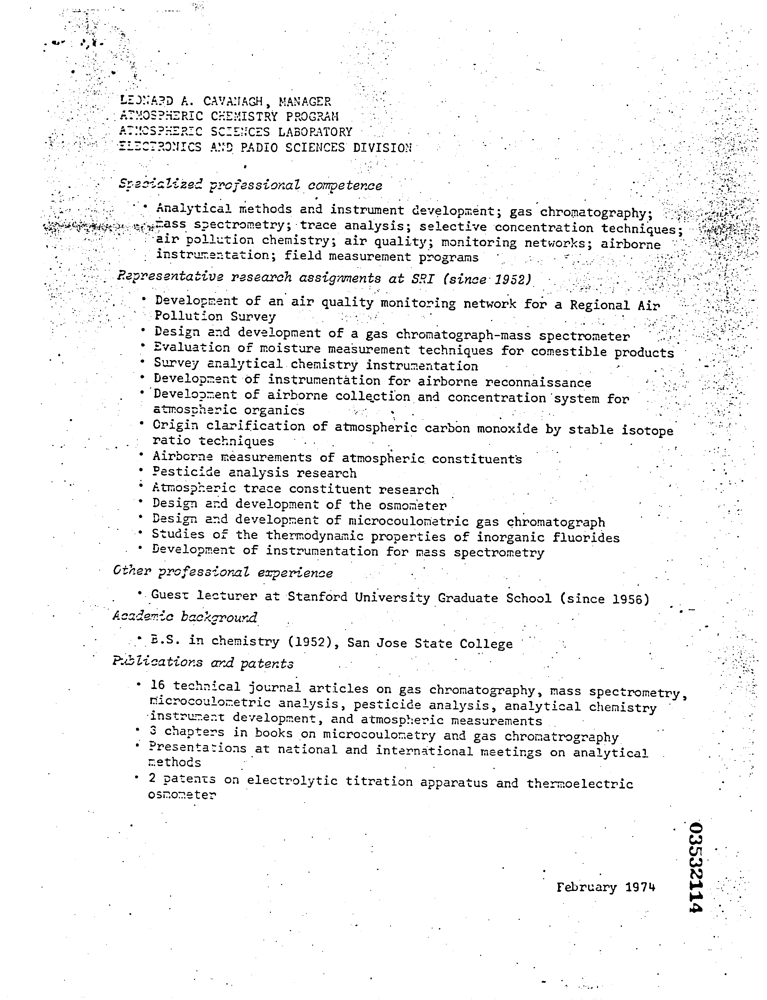 LEONARD A. CAVANAGH, MANAGER
ATMOSPHERIC CHEMISTRY PROGRAM
ATMOSPHERIC SCIENCES LABORATORY
ELECTRONICS AND RADIO SCIENCES DIVISION
Specialized professional competence
• Analytical methods and instrument development; gas chromatography;
mass spectrometry; trace analysis; selective concentration techniques;
air pollution chemistry; air quality; monitoring networks; airborne
instrumentation; field measurement programs
Representative research assignments at SRI (since 1952)
• Development of an air quality monitoring network for a Regional Air
Pollution Survey
• Design and development of a gas chromatograph-mass spectrometer
• Evaluation of moisture measurement techniques for comestible products
• Survey analytical chemistry instrumentation
• Development of instrumentation for airborne reconnaissance
• Development of airborne collection and concentration system for
atmospheric organics
• Origin clarification of atmospheric carbon monoxide by stable isotope
ratio techniques
• Airborne measurements of atmospheric constituents
• Pesticide analysis research
• Atmospheric trace constituent research
• Design and development of the osmometer
• Design and development of microcoulometric gas chromatograph
• Studies of the thermodynamic properties of inorganic fluorides
• Development of instrumentation for mass spectrometry
Other professional experience
• Guest lecturer at Stanford University Graduate School (since 1956)
Academic background
• B.S. in chemistry (1952), San Jose State College
Publications and patents
• 16 technical journal articles on gas chromatography, mass spectrometry,
microcoulometric analysis, pesticide analysis, analytical chemistry
instrument development, and atmospheric measurements
• 3 chapters in books on microcoulometry and gas chromatrography
• Presentations at national and international meetings on analytical
methods
• 2 patents on electrolytic titration apparatus and thermoelectric
osmometer
February 1974
03532114